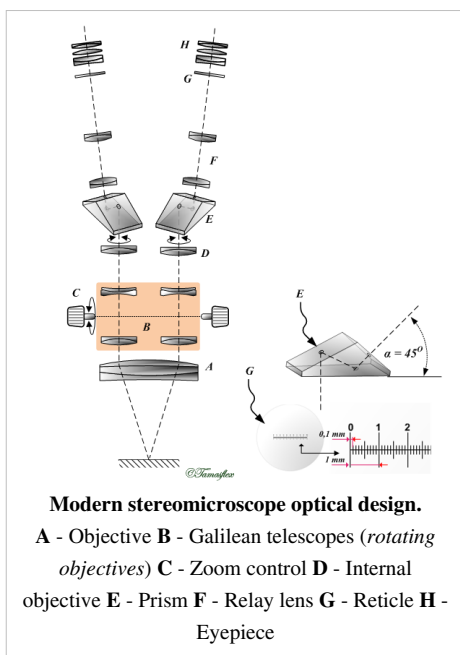 H
G
F
E
D
C
B
A
E
α = 45⁰
G
0,1 mm
0 1 2
1 mm
©Tamasflex
Modern stereomicroscope optical design.
A - Objective B - Galilean telescopes (rotating
objectives) C - Zoom control D - Internal
objective E - Prism F - Relay lens G - Reticle H -
Eyepiece